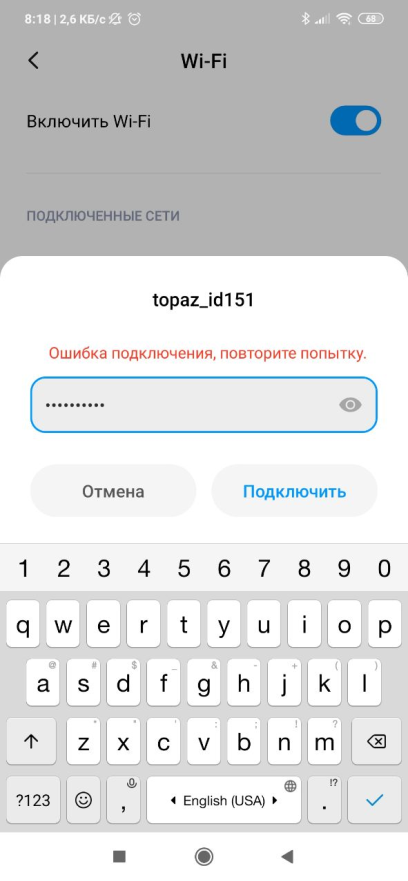 8:18 | 2,6 КБ/с 68
Wi-Fi
Включить Wi-Fi
ПОДКЛЮЧЕННЫЕ СЕТИ
topaz_id151
Ошибка подключения, повторите попытку.
••••••••••
Отмена Подключить
1 2 3 4 5 6 7 8 9 0
q w e r t y u i o p
@ # $ _ & - + ( )
a s d f g h j k l
* " ' : ; ! ?
z x c v b n m
?123 , English (USA) . !?